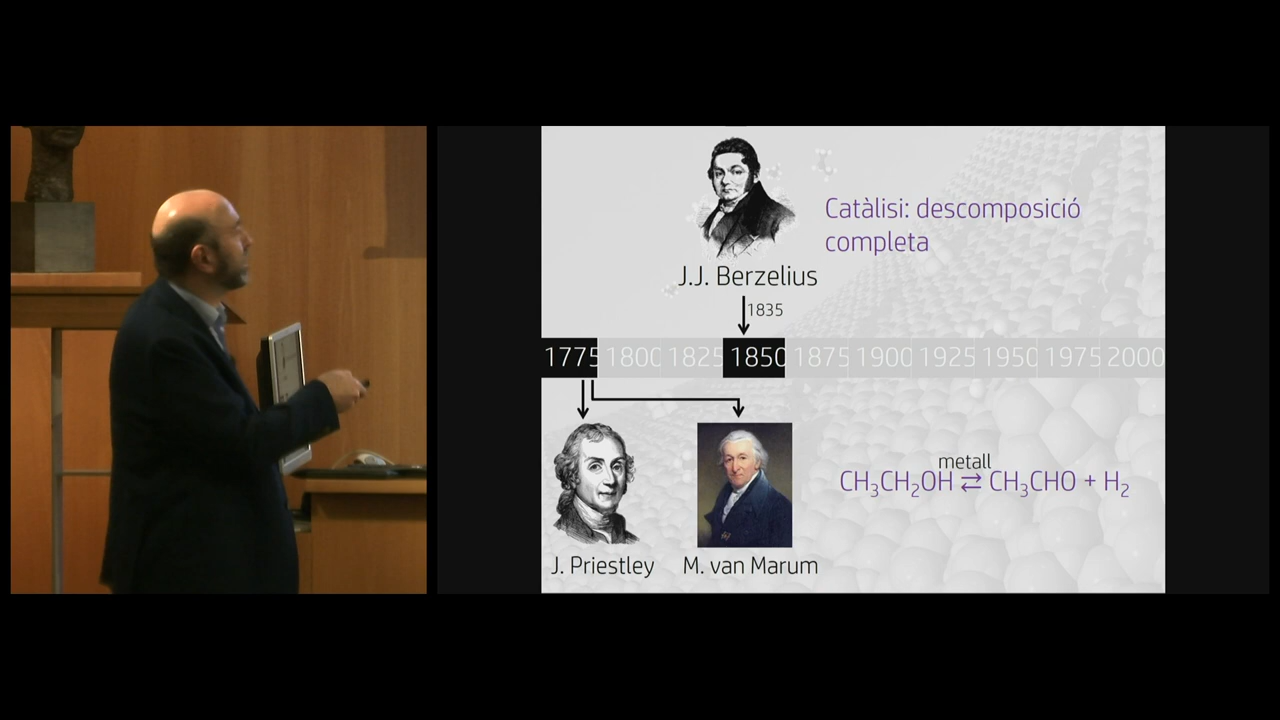 Catàlisi: descomposició
completa
J.J. Berzelius
1835
1775 1800 1825 1850 1875 1900 1925 1950 1975 2000
metall
CH₃CH₂OH ⇄ CH₃CHO + H₂
J. Priestley M. van Marum